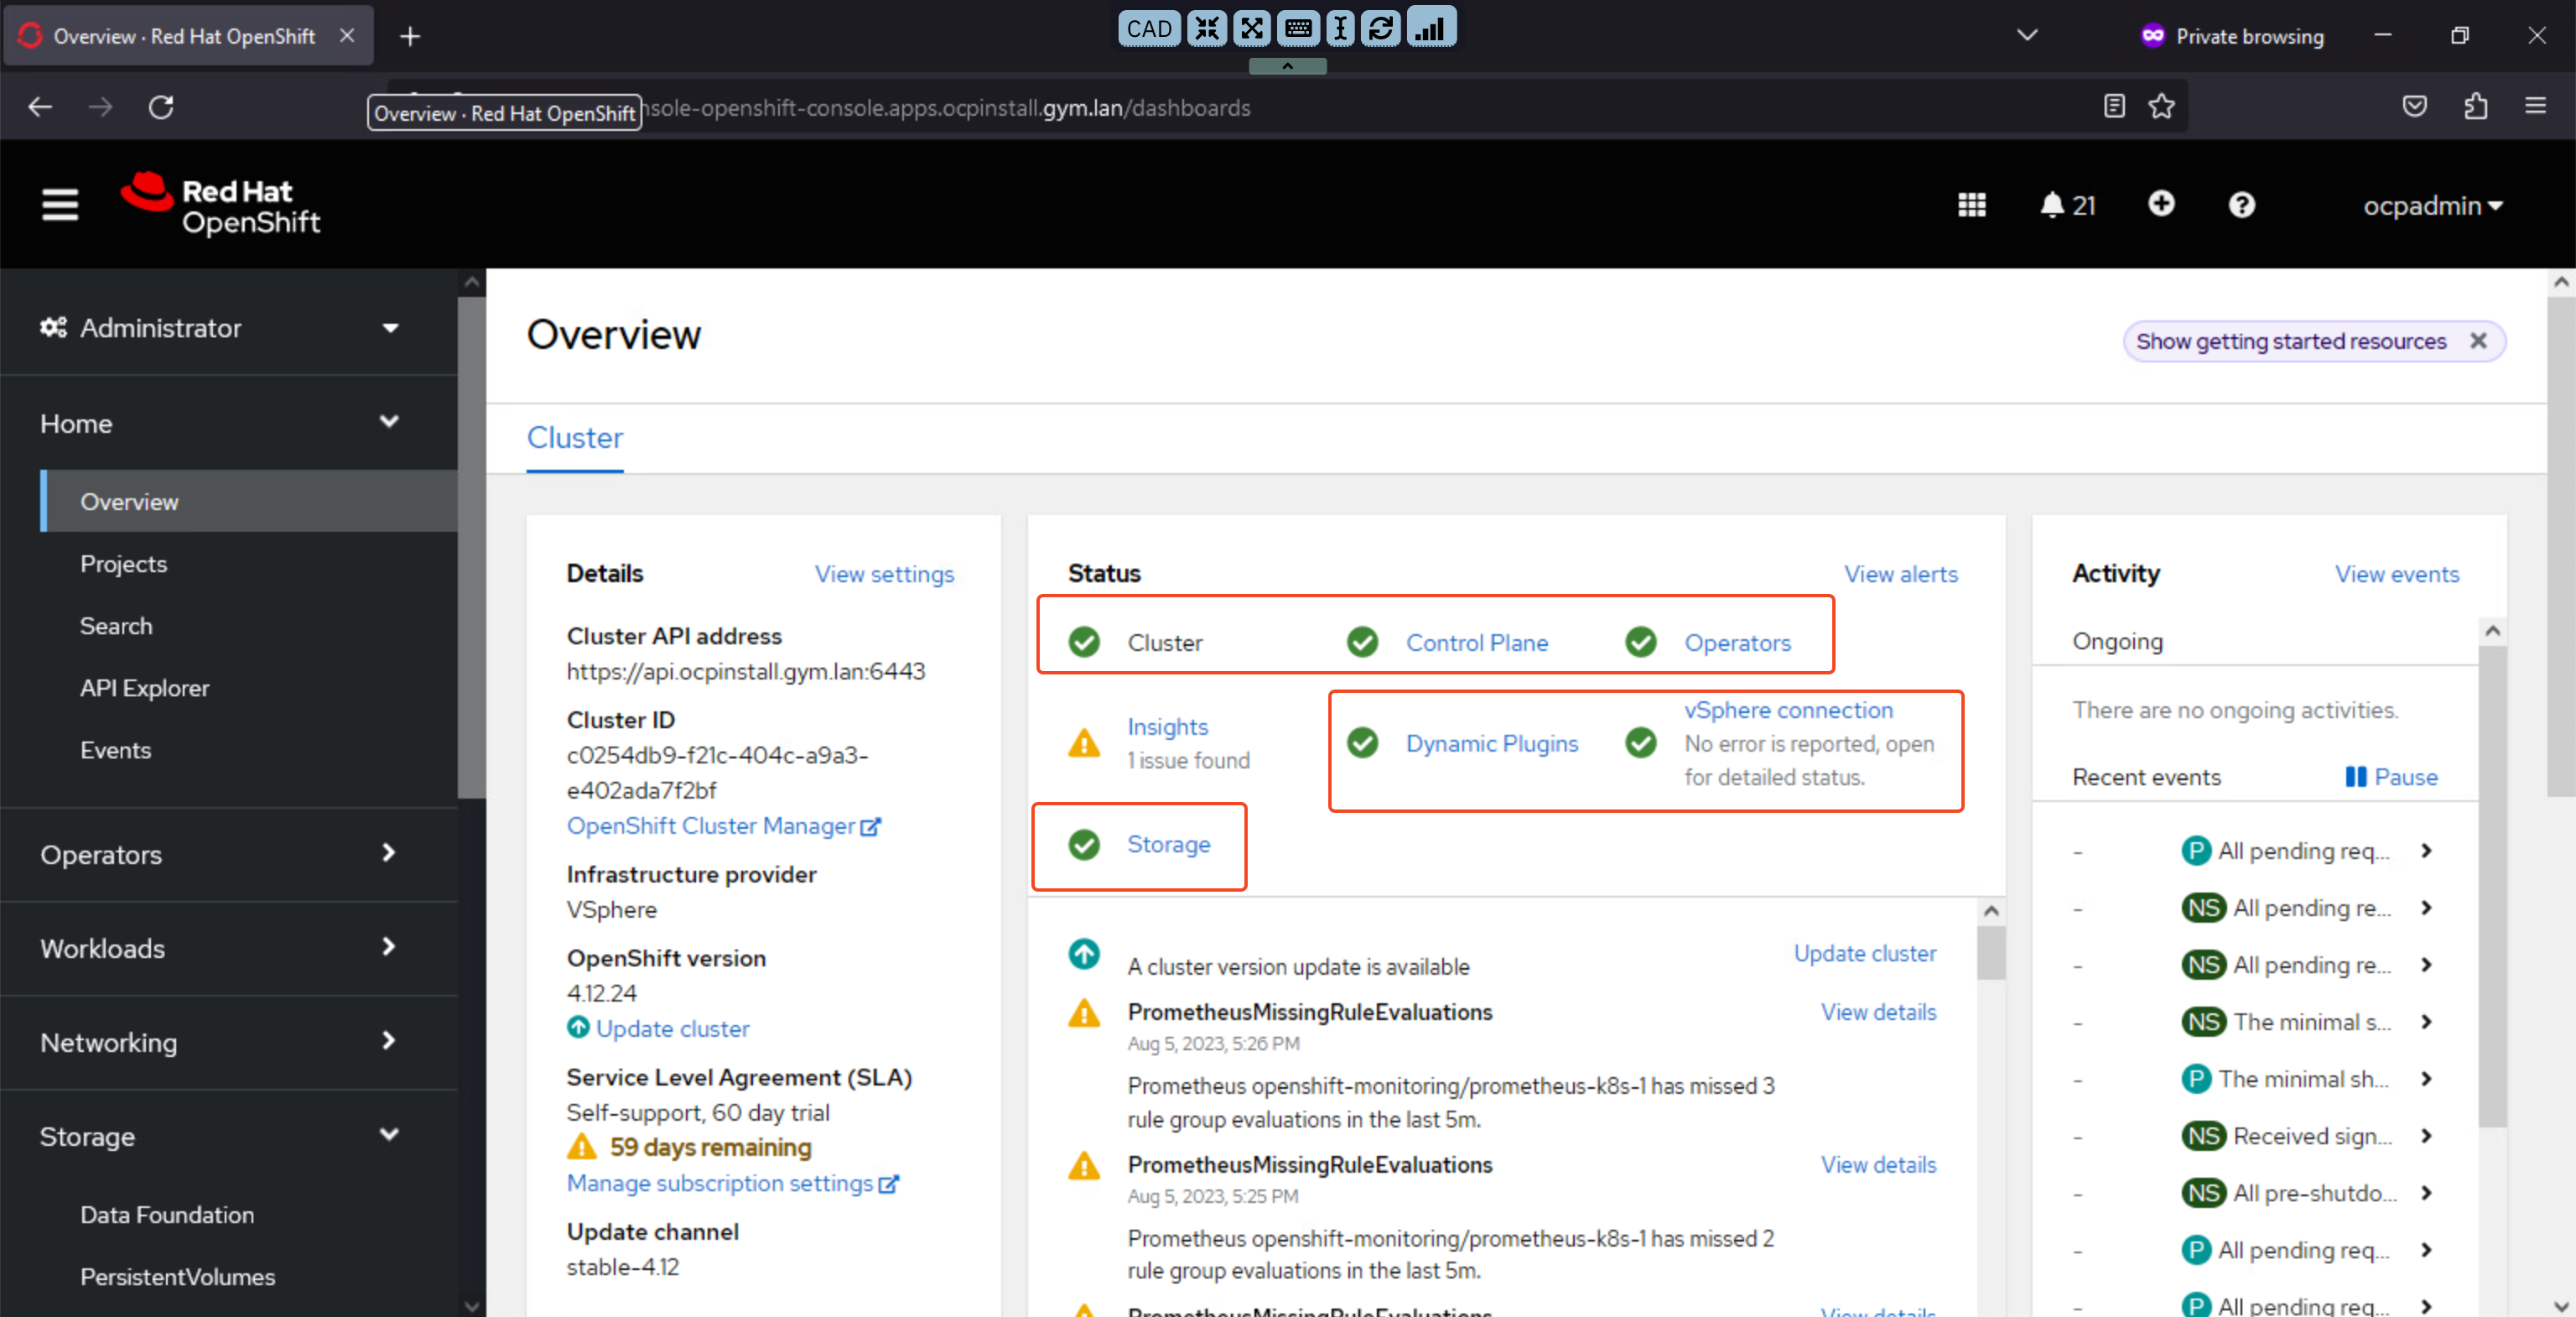 Overview · Red Hat OpenShift
CAD
Private browsing
Overview · Red Hat OpenShift
nsole-openshift-console.apps.ocpinstall.gym.lan/dashboards
Red Hat
OpenShift
21
ocpadmin
Administrator
Home
Overview
Projects
Search
API Explorer
Events
Operators
Workloads
Networking
Storage
Data Foundation
PersistentVolumes
Overview
Show getting started resources
Cluster
Details
View settings
Cluster API address
https://api.ocpinstall.gym.lan:6443
Cluster ID
c0254db9-f21c-404c-a9a3-
e402ada7f2bf
OpenShift Cluster Manager
Infrastructure provider
VSphere
OpenShift version
4.12.24
Update cluster
Service Level Agreement (SLA)
Self-support, 60 day trial
59 days remaining
Manage subscription settings
Update channel
stable-4.12
Status
View alerts
Cluster
Control Plane
Operators
Insights
1 issue found
Dynamic Plugins
vSphere connection
No error is reported, open
for detailed status.
Storage
A cluster version update is available
Update cluster
PrometheusMissingRuleEvaluations
View details
Aug 5, 2023, 5:26 PM
Prometheus openshift-monitoring/prometheus-k8s-1 has missed 3
rule group evaluations in the last 5m.
PrometheusMissingRuleEvaluations
View details
Aug 5, 2023, 5:25 PM
Prometheus openshift-monitoring/prometheus-k8s-1 has missed 2
rule group evaluations in the last 5m.
PrometheusMissingRuleEvaluations
View details
Activity
View events
Ongoing
There are no ongoing activities.
Recent events
Pause
- P All pending req...
- NS All pending re...
- NS All pending re...
- NS The minimal s...
- P The minimal sh...
- NS Received sign...
- NS All pre-shutdo...
- P All pending req...
- P All pending req...